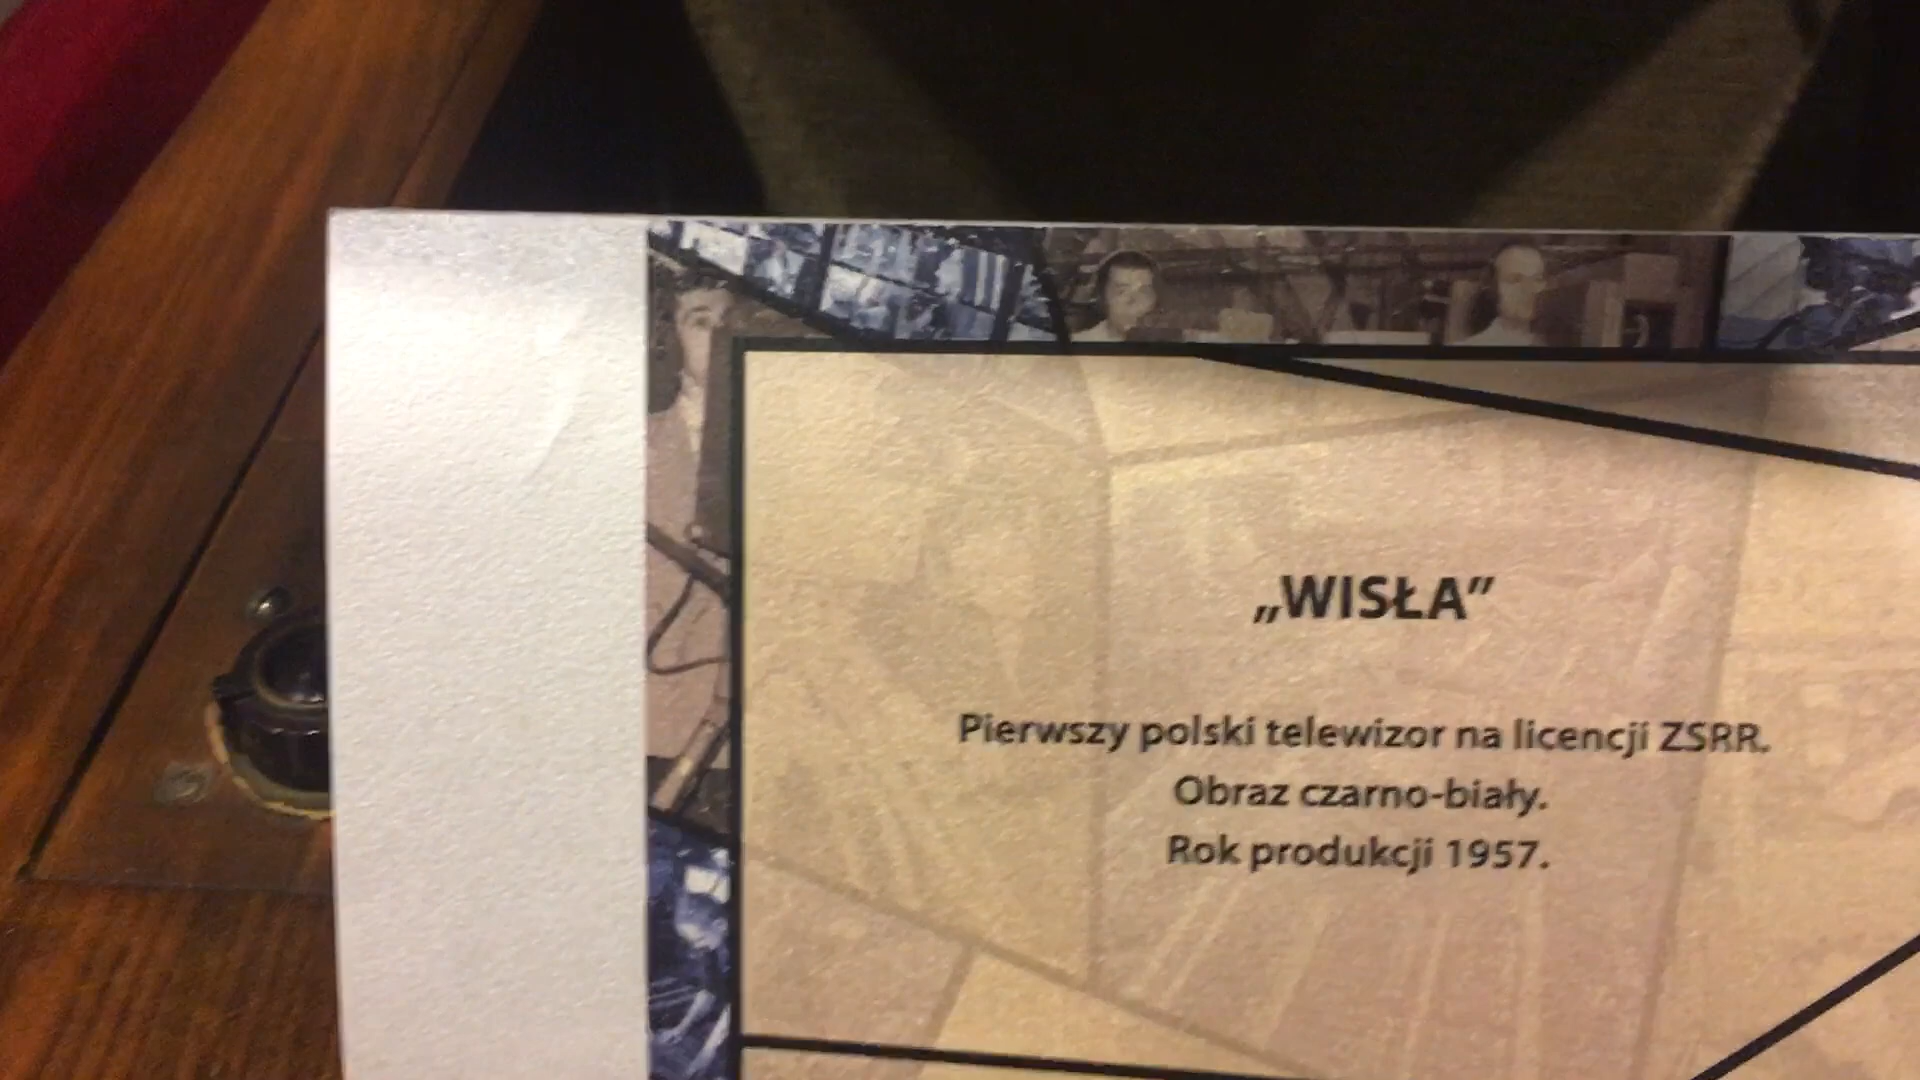 „WISŁA”
Pierwszy polski telewizor na licencji ZSRR.
Obraz czarno-biały.
Rok produkcji 1957.